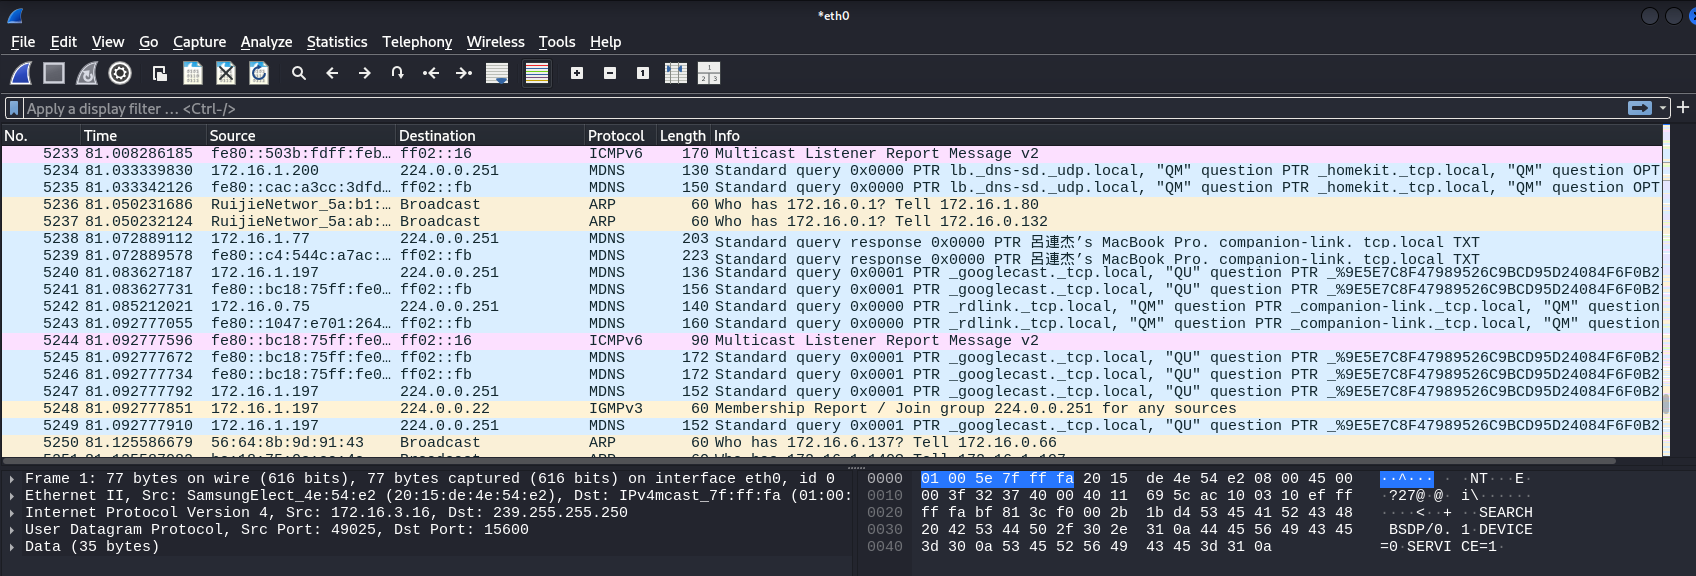 *eth0
File Edit View Go Capture Analyze Statistics Telephony Wireless Tools Help
Apply a display filter … <Ctrl-/>
No. Time Source Destination Protocol Length Info
5233 81.008286185 fe80::503b:fdff:feb… ff02::16 ICMPv6 170 Multicast Listener Report Message v2
5234 81.033339830 172.16.1.200 224.0.0.251 MDNS 130 Standard query 0x0000 PTR lb._dns-sd._udp.local, "QM" question PTR _homekit._tcp.local, "QM" question OPT
5235 81.033342126 fe80::cac:a3cc:3dfd… ff02::fb MDNS 150 Standard query 0x0000 PTR lb._dns-sd._udp.local, "QM" question PTR _homekit._tcp.local, "QM" question OPT
5236 81.050231686 RuijieNetwor_5a:b1:… Broadcast ARP 60 Who has 172.16.0.1? Tell 172.16.1.80
5237 81.050232124 RuijieNetwor_5a:ab:… Broadcast ARP 60 Who has 172.16.0.1? Tell 172.16.0.132
5238 81.072889112 172.16.1.77 224.0.0.251 MDNS 203 Standard query response 0x0000 PTR 呂連杰’s MacBook Pro._companion-link._tcp.local TXT
5239 81.072889578 fe80::c4:544c:a7ac:… ff02::fb MDNS 223 Standard query response 0x0000 PTR 呂連杰’s MacBook Pro._companion-link._tcp.local TXT
5240 81.083627187 172.16.1.197 224.0.0.251 MDNS 136 Standard query 0x0001 PTR _googlecast._tcp.local, "QU" question PTR _%9E5E7C8F47989526C9BCD95D24084F6F0B2
5241 81.083627731 fe80::bc18:75ff:fe0… ff02::fb MDNS 156 Standard query 0x0001 PTR _googlecast._tcp.local, "QU" question PTR _%9E5E7C8F47989526C9BCD95D24084F6F0B2
5242 81.085212021 172.16.0.75 224.0.0.251 MDNS 140 Standard query 0x0000 PTR _rdlink._tcp.local, "QM" question PTR _companion-link._tcp.local, "QM" question
5243 81.092777055 fe80::1047:e701:264… ff02::fb MDNS 160 Standard query 0x0000 PTR _rdlink._tcp.local, "QM" question PTR _companion-link._tcp.local, "QM" question
5244 81.092777596 fe80::bc18:75ff:fe0… ff02::16 ICMPv6 90 Multicast Listener Report Message v2
5245 81.092777672 fe80::bc18:75ff:fe0… ff02::fb MDNS 172 Standard query 0x0001 PTR _googlecast._tcp.local, "QU" question PTR _%9E5E7C8F47989526C9BCD95D24084F6F0B2
5246 81.092777734 fe80::bc18:75ff:fe0… ff02::fb MDNS 172 Standard query 0x0001 PTR _googlecast._tcp.local, "QU" question PTR _%9E5E7C8F47989526C9BCD95D24084F6F0B2
5247 81.092777792 172.16.1.197 224.0.0.251 MDNS 152 Standard query 0x0001 PTR _googlecast._tcp.local, "QU" question PTR _%9E5E7C8F47989526C9BCD95D24084F6F0B2
5248 81.092777851 172.16.1.197 224.0.0.22 IGMPv3 60 Membership Report / Join group 224.0.0.251 for any sources
5249 81.092777910 172.16.1.197 224.0.0.251 MDNS 152 Standard query 0x0001 PTR _googlecast._tcp.local, "QU" question PTR _%9E5E7C8F47989526C9BCD95D24084F6F0B2
5250 81.125586679 56:64:8b:9d:91:43 Broadcast ARP 60 Who has 172.16.6.137? Tell 172.16.0.66
Frame 1: 77 bytes on wire (616 bits), 77 bytes captured (616 bits) on interface eth0, id 0
Ethernet II, Src: SamsungElect_4e:54:e2 (20:15:de:4e:54:e2), Dst: IPv4mcast_7f:ff:fa (01:00:
Internet Protocol Version 4, Src: 172.16.3.16, Dst: 239.255.255.250
User Datagram Protocol, Src Port: 49025, Dst Port: 15600
Data (35 bytes)
0000 01 00 5e 7f ff fa 20 15 de 4e 54 e2 08 00 45 00 ··^··· · ·NT···E·
0010 00 3f 32 37 40 00 40 11 69 5c ac 10 03 10 ef ff ·?27@·@· i\······
0020 ff fa bf 81 3c f0 00 2b 1b d4 53 45 41 52 43 48 ····<··+ ··SEARCH
0030 20 42 53 44 50 2f 30 2e 31 0a 44 45 56 49 43 45 BSDP/0. 1·DEVICE
0040 3d 30 0a 53 45 52 56 49 43 45 3d 31 0a =0·SERVI CE=1·